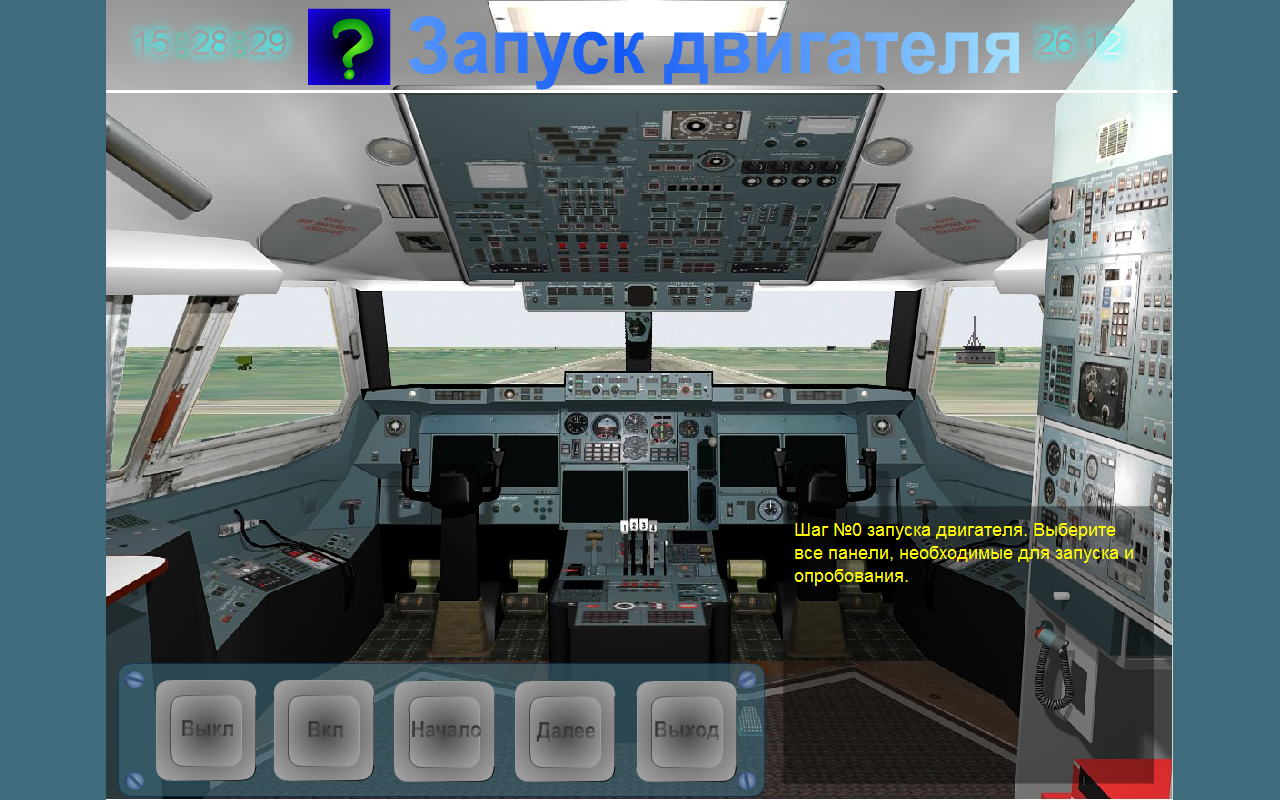 15:28:29
?
Запуск двигателя
26 12
1 2 3 4
Шаг №0 запуска двигателя. Выберите
все панели, необходимые для запуска и
опробования.
Выкл
Вкл
Начало
Далее
Выход